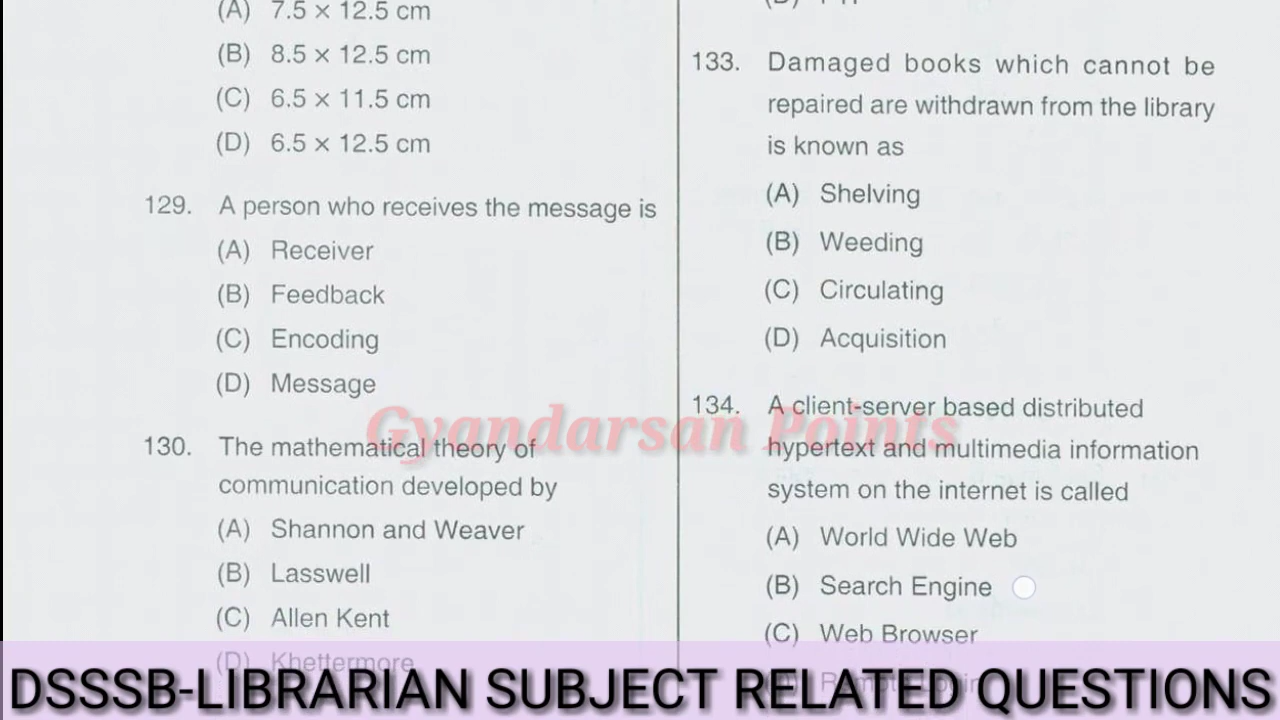 (A) 7.5 × 12.5 cm
(B) 8.5 × 12.5 cm
(C) 6.5 × 11.5 cm
(D) 6.5 × 12.5 cm
129. A person who receives the message is
(A) Receiver
(B) Feedback
(C) Encoding
(D) Message
130. The mathematical theory of
communication developed by
(A) Shannon and Weaver
(B) Lasswell
(C) Allen Kent
(D) Khettermore
133. Damaged books which cannot be
repaired are withdrawn from the library
is known as
(A) Shelving
(B) Weeding
(C) Circulating
(D) Acquisition
134. A client-server based distributed
hypertext and multimedia information
system on the internet is called
(A) World Wide Web
(B) Search Engine
(C) Web Browser
Gyandarsan Points
DSSSB-LIBRARIAN SUBJECT RELATED QUESTIONS